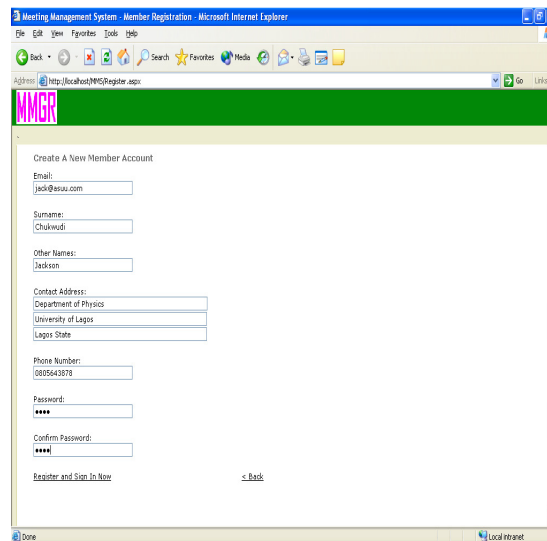 Meeting Management System - Member Registration - Microsoft Internet Explorer
File Edit View Favorites Tools Help
Back Search Favorites Media
Address http://localhost/MMS/Register.aspx Go Links
MMGR
.
Create A New Member Account
Email:
jack@asuu.com
Surname:
Chukwudi
Other Names:
Jackson
Contact Address:
Department of Physics
University of Lagos
Lagos State
Phone Number:
0805643878
Password:
••••
Confirm Password:
••••
Register and Sign In Now < Back
Done Local intranet